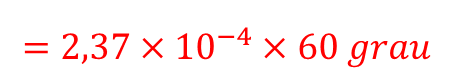 = 2,37 × 10⁻⁴ × 60 grau